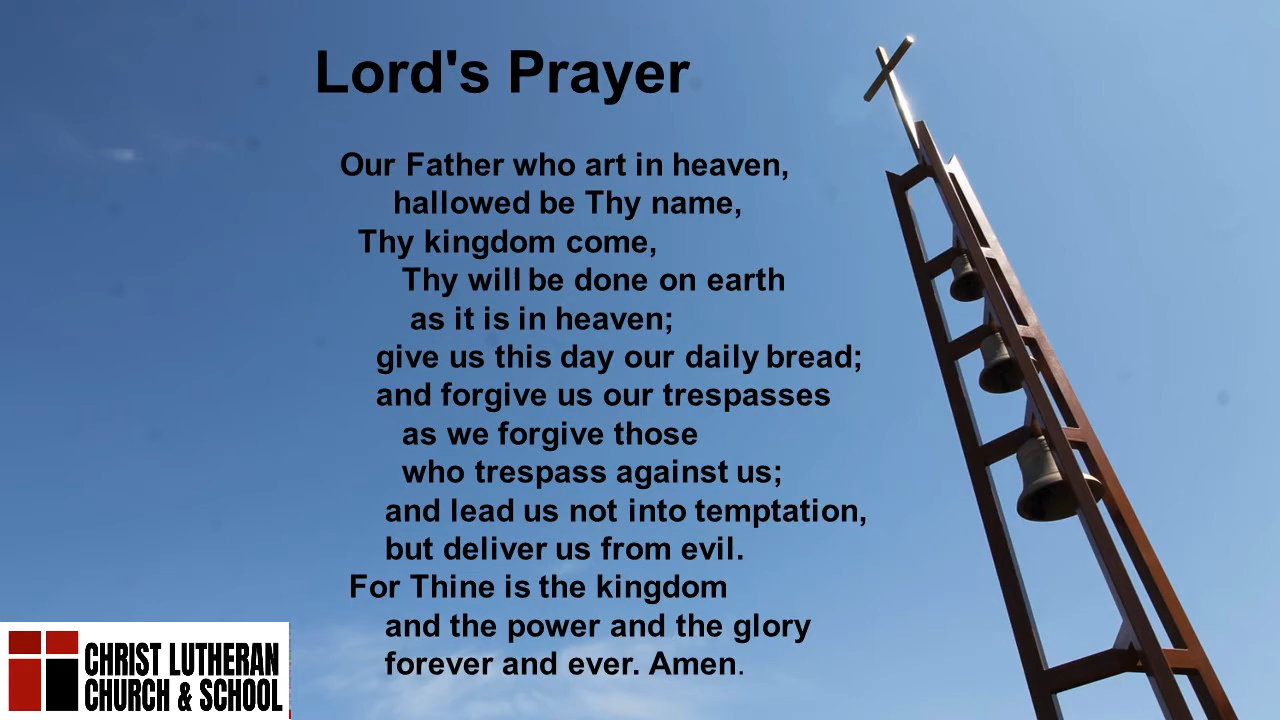 Lord's Prayer
Our Father who art in heaven,
hallowed be Thy name,
Thy kingdom come,
Thy will be done on earth
as it is in heaven;
give us this day our daily bread;
and forgive us our trespasses
as we forgive those
who trespass against us;
and lead us not into temptation,
but deliver us from evil.
For Thine is the kingdom
and the power and the glory
forever and ever. Amen.
CHRIST LUTHERAN
CHURCH & SCHOOL